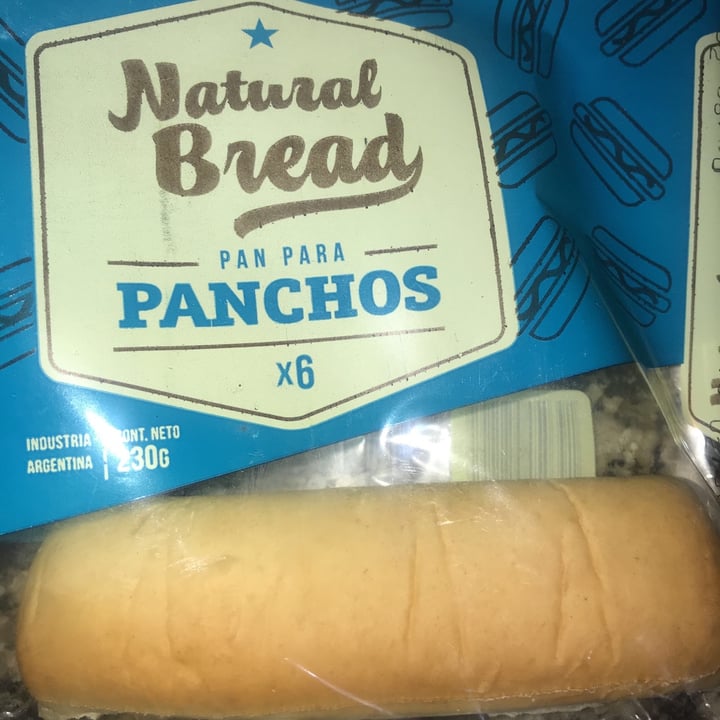 Natural
Bread
PAN PARA
PANCHOS
x6
INDUSTRIA
ARGENTINA
CONT. NETO
230G